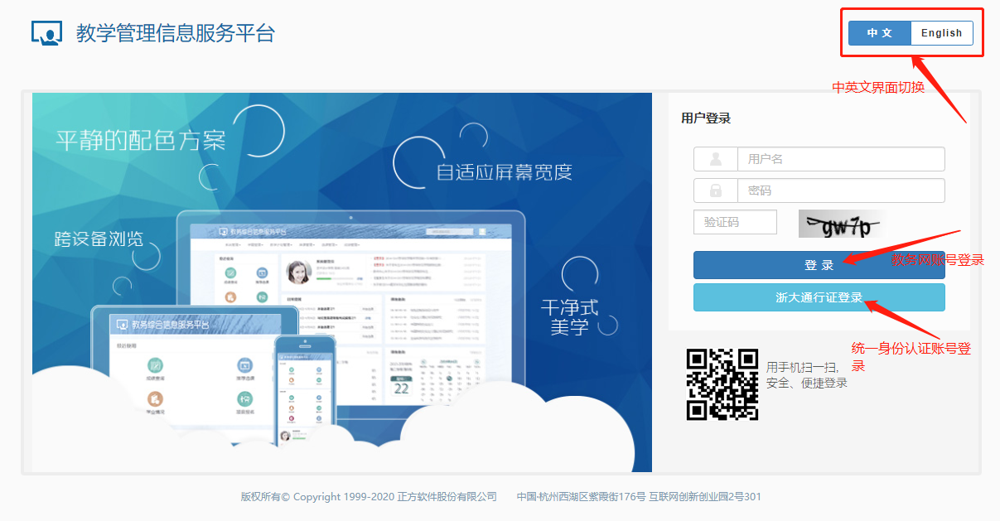 教学管理信息服务平台
中 文
English
中英文界面切换
平静的配色方案
自适应屏幕宽度
跨设备浏览
干净式
美学
教务综合信息服务平台
教务综合信息服务平台
22
用户登录
用户名
密码
验证码
gw7p
登 录
教务网账号登录
浙大通行证登录
统一身份认证账号登
录
用手机扫一扫,
安全、便捷登录
版权所有© Copyright 1999-2020 正方软件股份有限公司 中国·杭州西湖区紫霞街176号 互联网创新创业园2号301